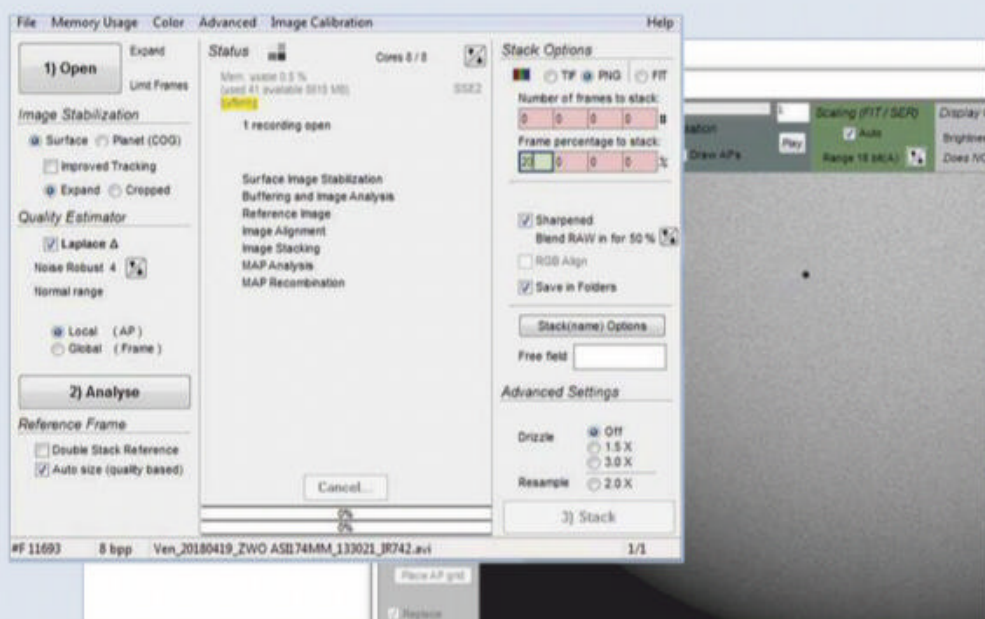 File Memory Usage Color Advanced Image Calibration Help
1) Open
Expand
Limit Frames
Image Stabilization
Surface Planet (COG)
Improved Tracking
Expand Cropped
Quality Estimator
Laplace Δ
Noise Robust 4
Normal range
Local (AP)
Global (Frame)
2) Analyse
Reference Frame
Double Stack Reference
Auto size (quality based)
Status
Cores 8 / 8
SSE2
1 recording open
Surface Image Stabilization
Buffering and Image Analysis
Reference Image
Image Alignment
Image Stacking
MAP Analysis
MAP Recombination
Cancel...
0%
0%
Stack Options
TIF PNG FIT
Number of frames to stack:
0 0 0 0 #
Frame percentage to stack:
20 0 0 0 %
Sharpened
Blend RAW in for 50 %
RGB Align
Save in Folders
Stack(name) Options
Free field
Advanced Settings
Drizzle
Off
1.5 X
3.0 X
Resample 2.0 X
3) Stack
#F 11693 8 bpp Ven_20180419_ZWO ASI174MM_133021_IR742.avi 1/1
Draw APs
Play
Scaling (FIT / SER)
Auto
Display
Place AP grid
Replace